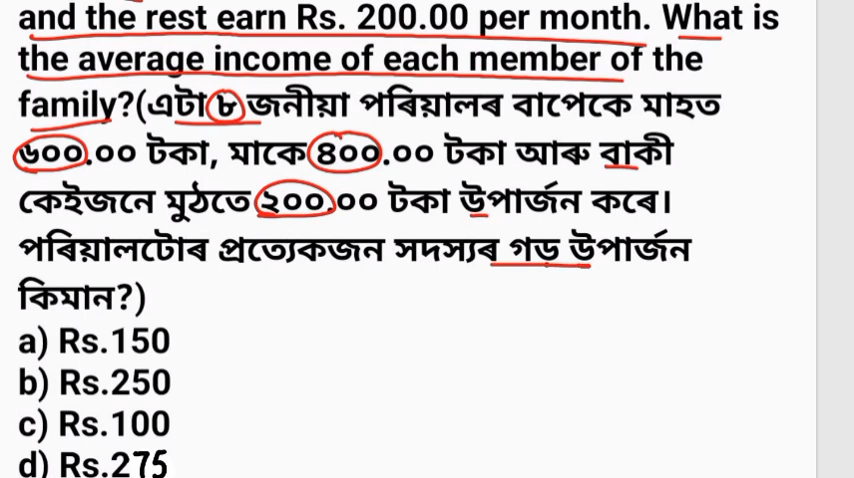 and the rest earn Rs. 200.00 per month. What is
the average income of each member of the
family?(এটা ৮ জনীয়া পৰিয়ালৰ বাপেকে মাহত
৬০০.০০ টকা, মাকে ৪০০.০০ টকা আৰু বাকী
কেইজনে মুঠতে ২০০.০০ টকা উপাৰ্জন কৰে।
পৰিয়ালটোৰ প্ৰত্যেকজন সদস্যৰ গড় উপাৰ্জন
কিমান?)
a) Rs.150
b) Rs.250
c) Rs.100
d) Rs.275